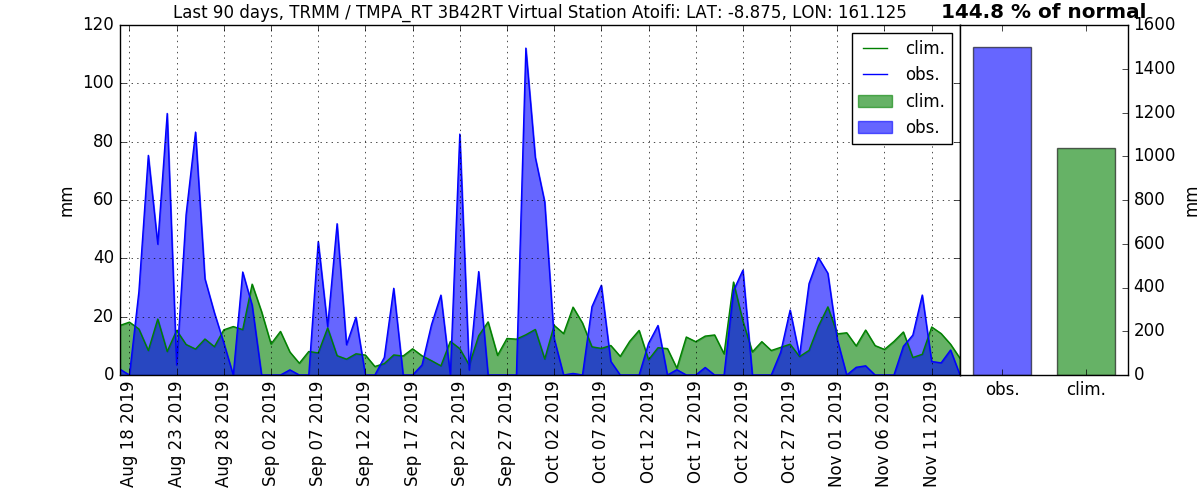 Last 90 days, TRMM / TMPA_RT 3B42RT Virtual Station Atoifi: LAT: -8.875, LON: 161.125
144.8 % of normal
mm
120
100
80
60
40
20
0
clim.
obs.
clim.
obs.
Aug 18 2019
Aug 23 2019
Aug 28 2019
Sep 02 2019
Sep 07 2019
Sep 12 2019
Sep 17 2019
Sep 22 2019
Sep 27 2019
Oct 02 2019
Oct 07 2019
Oct 12 2019
Oct 17 2019
Oct 22 2019
Oct 27 2019
Nov 01 2019
Nov 06 2019
Nov 11 2019
1600
1400
1200
1000
800
600
400
200
0
mm
obs.
clim.